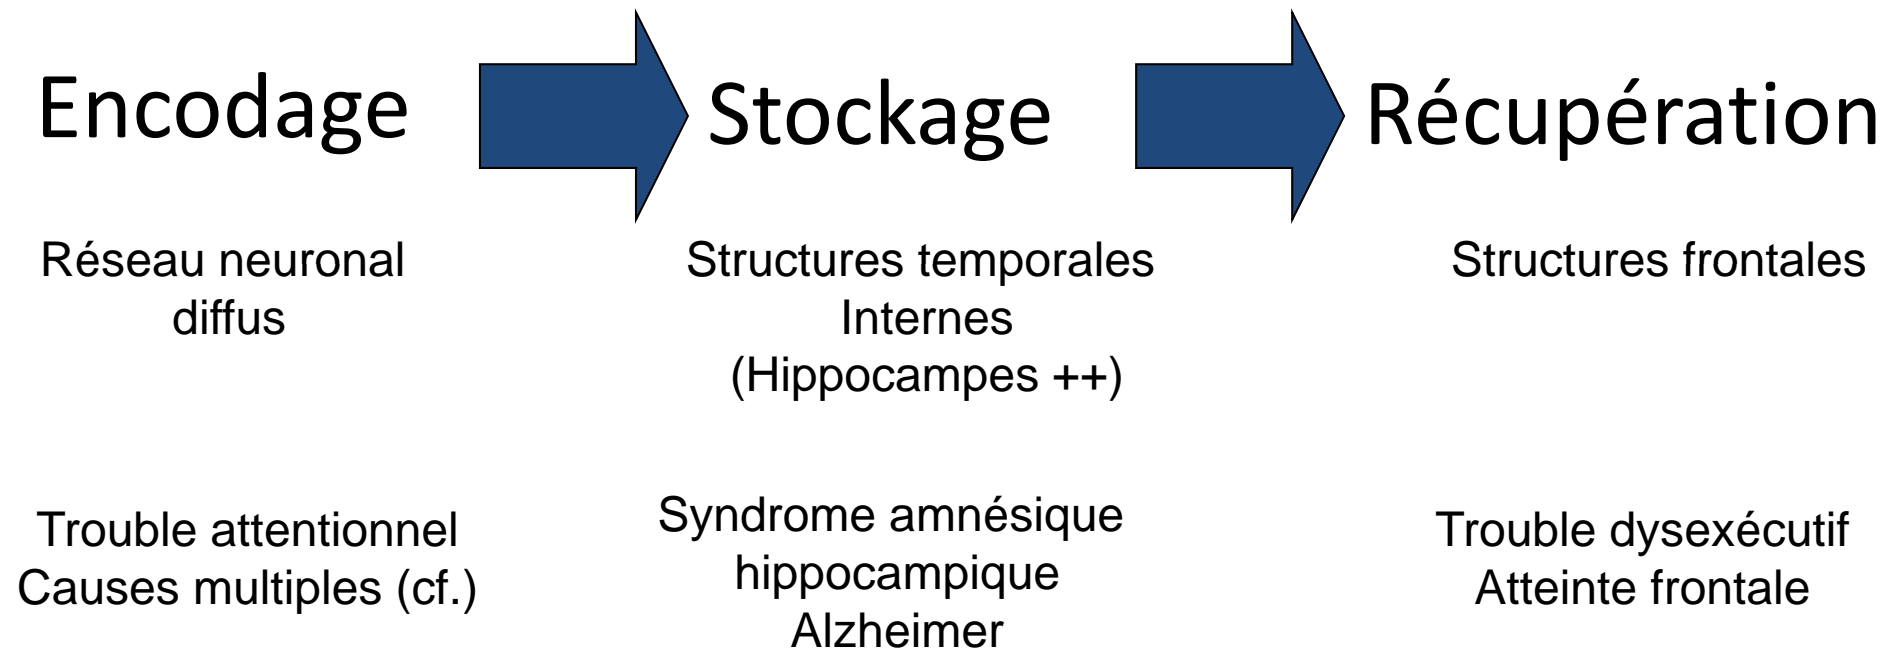 Encodage
Stockage
Récupération
Réseau neuronal
diffus
Structures temporales
Internes
(Hippocampes ++)
Structures frontales
Trouble attentionnel
Causes multiples (cf.)
Syndrome amnésique
hippocampique
Alzheimer
Trouble dysexécutif
Atteinte frontale